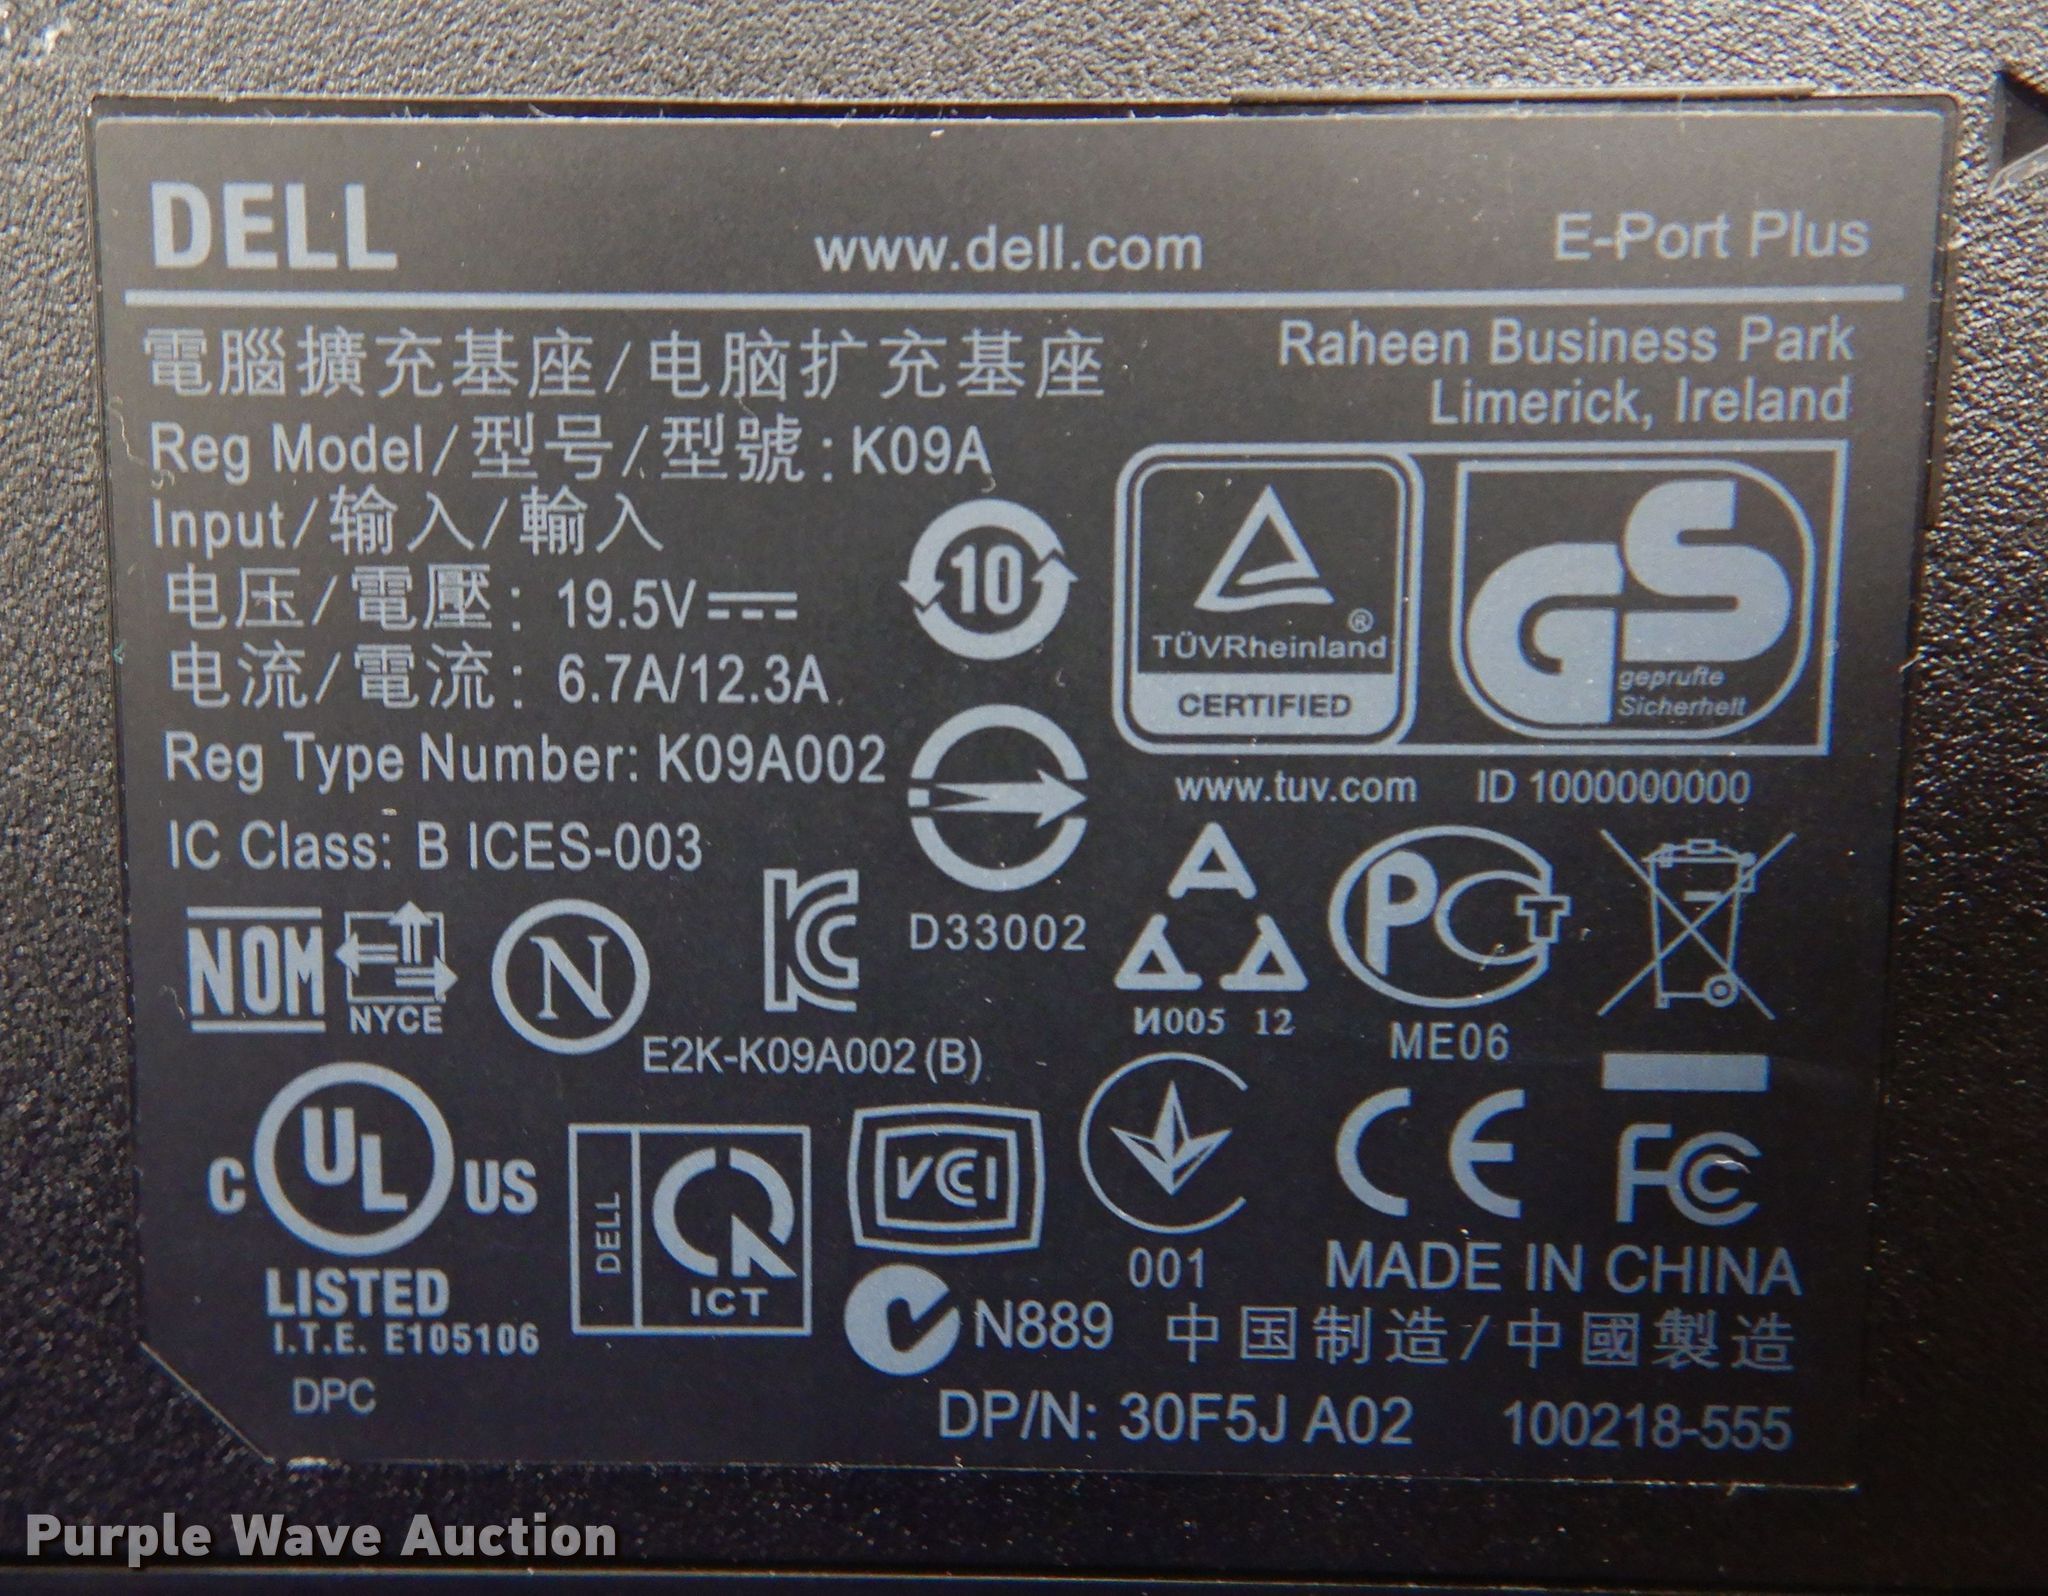 DELL www.dell.com E-Port Plus
電腦擴充基座/电脑扩充基座
Raheen Business Park
Limerick, Ireland
Reg Model/型号/型號: K09A
Input/输入/輸入
电压/電壓: 19.5V
电流/電流: 6.7A/12.3A
Reg Type Number: K09A002
IC Class: B ICES-003
10
D33002
TÜVRheinland®
CERTIFIED
GS
geprüfte
Sicherheit
www.tuv.com ID 1000000000
NOM
NYCE
N
KC
E2K-K09A002 (B)
И005 12
PCT
ME06
C UL US
LISTED
I.T.E. E105106
DPC
DELL
ICT
VCCI
N889
001
CE
FC
MADE IN CHINA
中国制造/中國製造
DP/N: 30F5J A02 100218-555
Purple Wave Auction